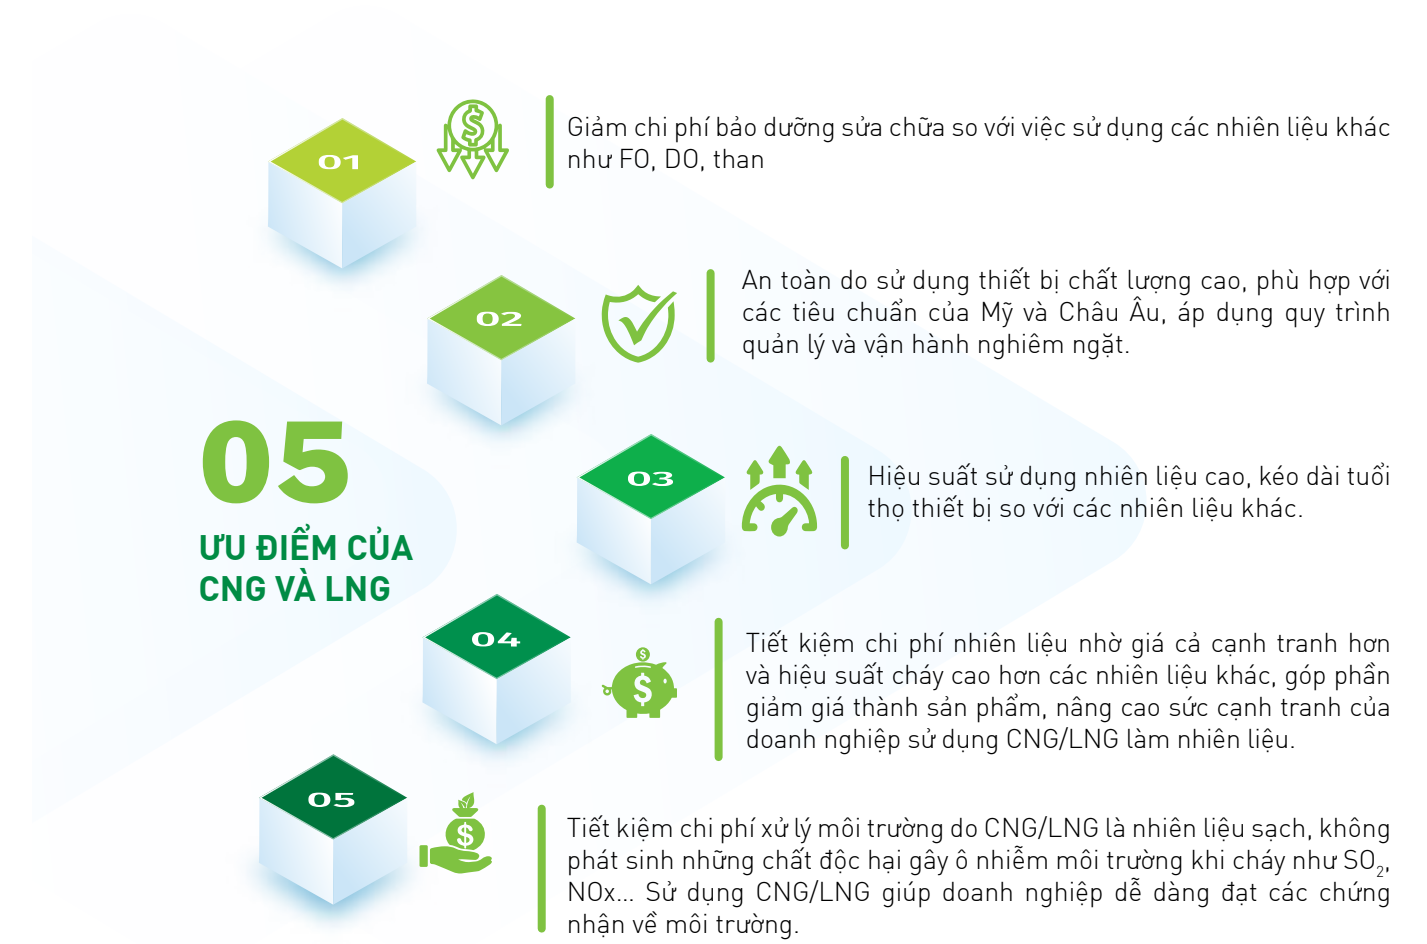 01
Giảm chi phí bảo dưỡng sửa chữa so với việc sử dụng các nhiên liệu khác
như FO, DO, than
02
An toàn do sử dụng thiết bị chất lượng cao, phù hợp với
các tiêu chuẩn của Mỹ và Châu Âu, áp dụng quy trình
quản lý và vận hành nghiêm ngặt.
05
ƯU ĐIỂM CỦA
CNG VÀ LNG
03
Hiệu suất sử dụng nhiên liệu cao, kéo dài tuổi
thọ thiết bị so với các nhiên liệu khác.
04
Tiết kiệm chi phí nhiên liệu nhờ giá cả cạnh tranh hơn
và hiệu suất cháy cao hơn các nhiên liệu khác, góp phần
giảm giá thành sản phẩm, nâng cao sức cạnh tranh của
doanh nghiệp sử dụng CNG/LNG làm nhiên liệu.
05
Tiết kiệm chi phí xử lý môi trường do CNG/LNG là nhiên liệu sạch, không
phát sinh những chất độc hại gây ô nhiễm môi trường khi cháy như SO₂,
NOx... Sử dụng CNG/LNG giúp doanh nghiệp dễ dàng đạt các chứng
nhận về môi trường.